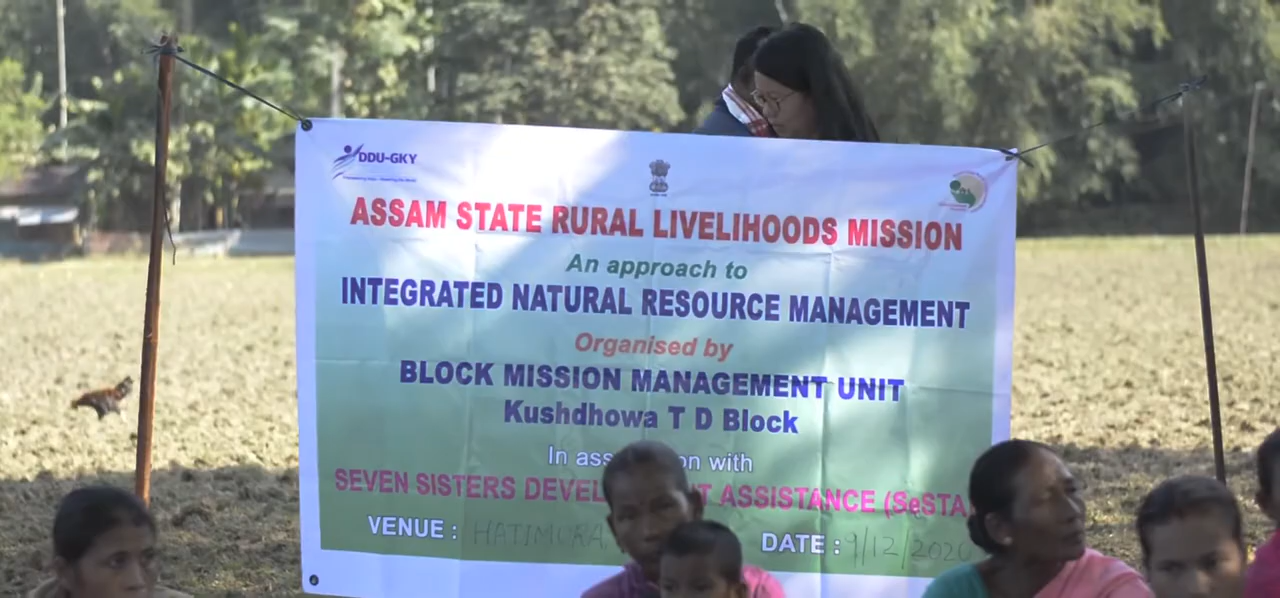 DDU-GKY
ASSAM STATE RURAL LIVELIHOODS MISSION
An approach to
INTEGRATED NATURAL RESOURCE MANAGEMENT
Organised by
BLOCK MISSION MANAGEMENT UNIT
Kushdhowa T D Block
In ass on with
SEVEN SISTERS DEVEL T ASSISTANCE (SeSTA
VENUE : HATIMURA DATE : 9/12/2020